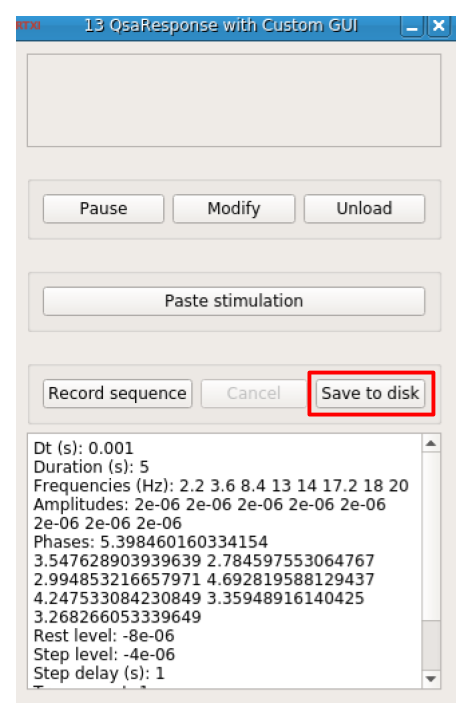 RTXI 13 QsaResponse with Custom GUI
Pause Modify Unload
Paste stimulation
Record sequence Cancel Save to disk
Dt (s): 0.001
Duration (s): 5
Frequencies (Hz): 2.2 3.6 8.4 13 14 17.2 18 20
Amplitudes: 2e-06 2e-06 2e-06 2e-06 2e-06
2e-06 2e-06 2e-06
Phases: 5.398460160334154
3.547628903939639 2.784597553064767
2.994853216657971 4.692819588129437
4.247533084230849 3.35948916140425
3.268266053339649
Rest level: -8e-06
Step level: -4e-06
Step delay (s): 1